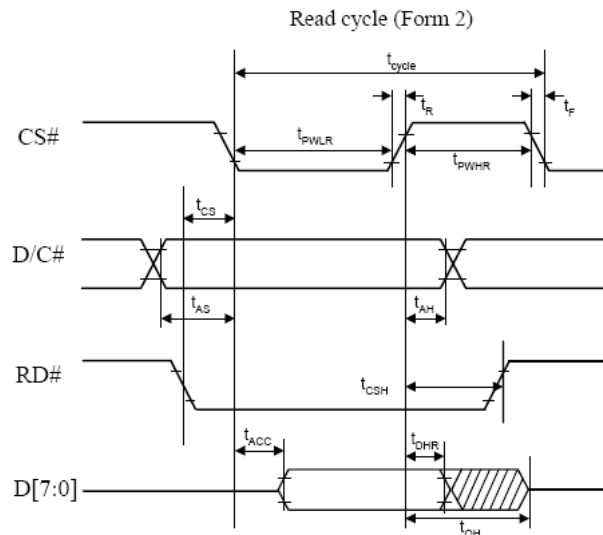 Read cycle (Form 2)
tcycle
tR
tF
CS#
tPWLR
tPWHR
tCS
D/C#
tAS
tAH
RD#
tCSH
tACC
tDHR
D[7:0]
tOH